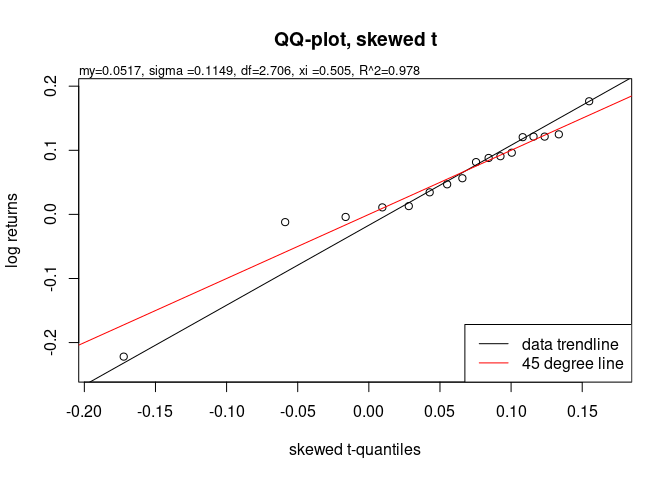 QQ-plot, skewed t
my=0.0517, sigma =0.1149, df=2.706, xi =0.505, R^2=0.978
0.2
0.1
0.0
-0.1
-0.2
log returns
data trendline
45 degree line
-0.20 -0.15 -0.10 -0.05 0.00 0.05 0.10 0.15
skewed t-quantiles